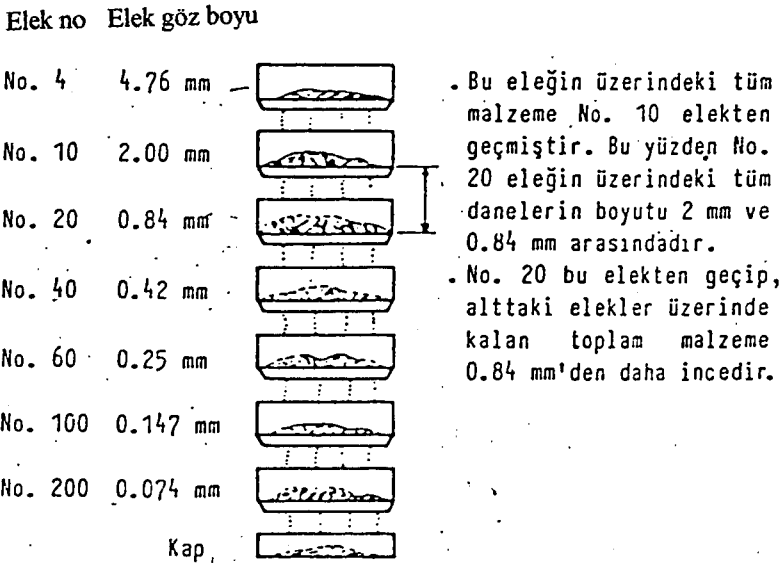 Elek no Elek göz boyu
No. 4 4.76 mm
No. 10 2.00 mm
No. 20 0.84 mm
No. 40 0.42 mm
No. 60 0.25 mm
No. 100 0.147 mm
No. 200 0.074 mm
Kap
. Bu eleğin üzerindeki tüm
malzeme No. 10 elekten
geçmiştir. Bu yüzden No.
20 eleğin üzerindeki tüm
danelerin boyutu 2 mm ve
0.84 mm arasındadır.
. No. 20 bu elekten geçip,
alttaki elekler üzerinde
kalan toplam malzeme
0.84 mm'den daha incedir.